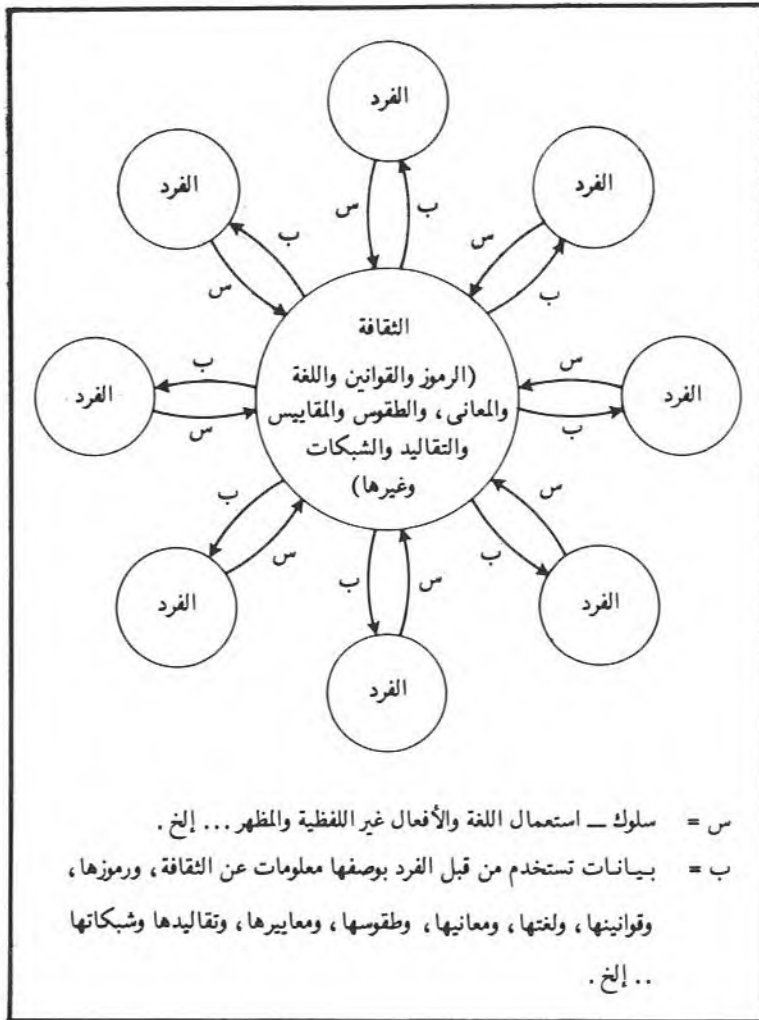 الفرد
الفرد
الفرد
س
ب
س
ب
ب
س
الثقافة
(الرموز والقوانين واللغة
والمعانى، والطقوس والمقاييس
والتقاليد والشبكات
وغيرها)
الفرد
س
ب
ب
س
الفرد
س
ب
ب
س
س
ب
الفرد
الفرد
الفرد
س = سلوك ــ استعمال اللغة والأفعال غير اللفظية والمظهر ... إلخ .
ب = بيانات تستخدم من قبل الفرد بوصفها معلومات عن الثقافة، ورموزها،
وقوانينها، ولغتها، ومعانيها، وطقوسها، ومعاييرها، وتقاليدها وشبكاتها
.. إلخ .